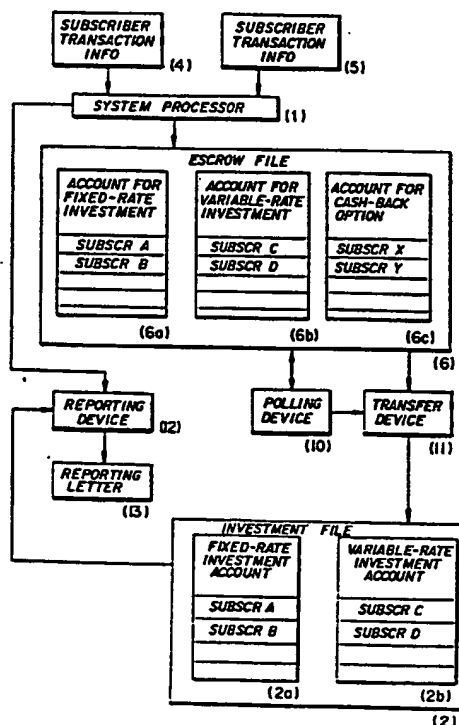 SUBSCRIBER
TRANSACTION
INFO
(4)
SUBSCRIBER
TRANSACTION
INFO
(5)
SYSTEM PROCESSOR
(1)
ESCROW FILE
ACCOUNT FOR
FIXED-RATE
INVESTMENT
SUBSCR A
SUBSCR B
(6a)
ACCOUNT FOR
VARIABLE-RATE
INVESTMENT
SUBSCR C
SUBSCR D
(6b)
ACCOUNT FOR
CASH-BACK
OPTION
SUBSCR X
SUBSCR Y
(6c)
(6)
REPORTING
DEVICE
(12)
POLLING
DEVICE
(10)
TRANSFER
DEVICE
(11)
REPORTING
LETTER
(13)
INVESTMENT FILE
FIXED-RATE
INVESTMENT
ACCOUNT
SUBSCR A
SUBSCR B
(2a)
VARIABLE-RATE
INVESTMENT
ACCOUNT
SUBSCR C
SUBSCR D
(2b)
(2)